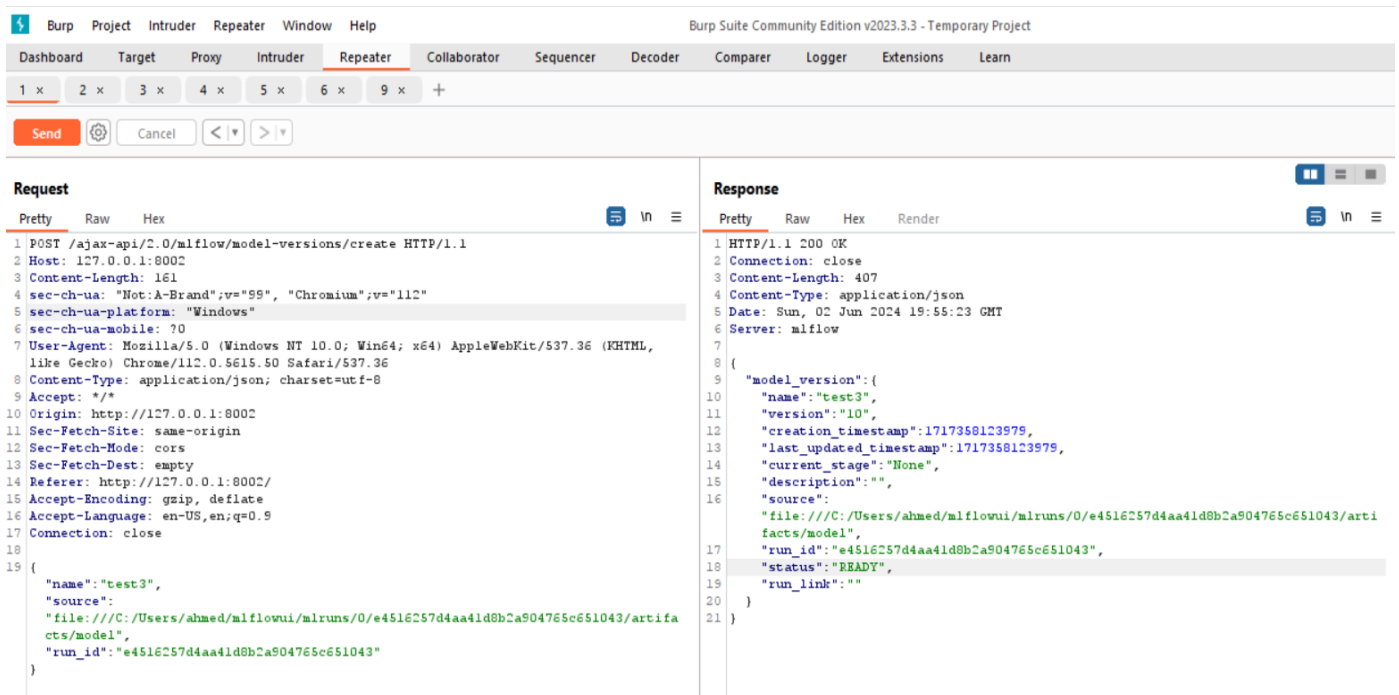 Burp Project Intruder Repeater Window Help Burp Suite Community Edition v2023.3.3 - Temporary Project
Dashboard Target Proxy Intruder Repeater Collaborator Sequencer Decoder Comparer Logger Extensions Learn
1 × 2 × 3 × 4 × 5 × 6 × 9 × +
Send Cancel < ▾ > ▾
Request
Pretty Raw Hex \n
1 POST /ajax-api/2.0/mlflow/model-versions/create HTTP/1.1
2 Host: 127.0.0.1:8002
3 Content-Length: 161
4 sec-ch-ua: "Not:A-Brand";v="99", "Chromium";v="112"
5 sec-ch-ua-platform: "Windows"
6 sec-ch-ua-mobile: ?0
7 User-Agent: Mozilla/5.0 (Windows NT 10.0; Win64; x64) AppleWebKit/537.36 (KHTML,
like Gecko) Chrome/112.0.5615.50 Safari/537.36
8 Content-Type: application/json; charset=utf-8
9 Accept: */*
10 Origin: http://127.0.0.1:8002
11 Sec-Fetch-Site: same-origin
12 Sec-Fetch-Mode: cors
13 Sec-Fetch-Dest: empty
14 Referer: http://127.0.0.1:8002/
15 Accept-Encoding: gzip, deflate
16 Accept-Language: en-US,en;q=0.9
17 Connection: close
18
19 {
"name":"test3",
"source":
"file:///C:/Users/ahmed/mlflowui/mlruns/0/e4516257d4aa41d8b2a904765c651043/artifa
cts/model",
"run_id":"e4516257d4aa41d8b2a904765c651043"
}
Response
Pretty Raw Hex Render \n
1 HTTP/1.1 200 OK
2 Connection: close
3 Content-Length: 407
4 Content-Type: application/json
5 Date: Sun, 02 Jun 2024 19:55:23 GMT
6 Server: mlflow
7
8 {
9 "model_version":{
10 "name":"test3",
11 "version":"10",
12 "creation_timestamp":1717358123979,
13 "last_updated_timestamp":1717358123979,
14 "current_stage":"None",
15 "description":"",
16 "source":
"file:///C:/Users/ahmed/mlflowui/mlruns/0/e4516257d4aa41d8b2a904765c651043/arti
facts/model",
17 "run_id":"e4516257d4aa41d8b2a904765c651043",
18 "status":"READY",
19 "run_link":""
20 }
21 }